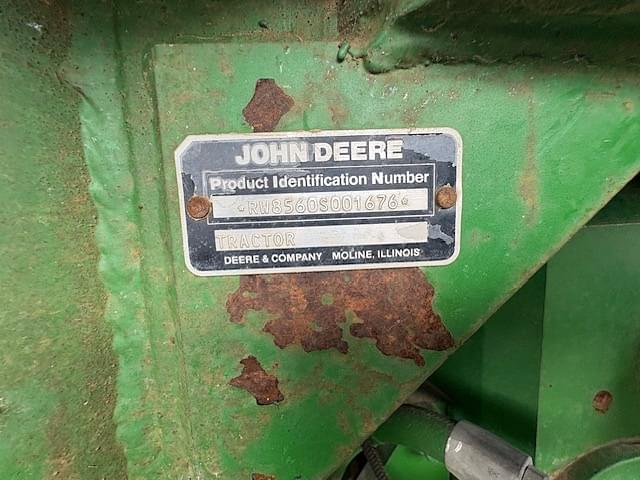 JOHN DEERE
Product Identification Number
*RW8560S001676*
TRACTOR
DEERE & COMPANY MOLINE, ILLINOIS